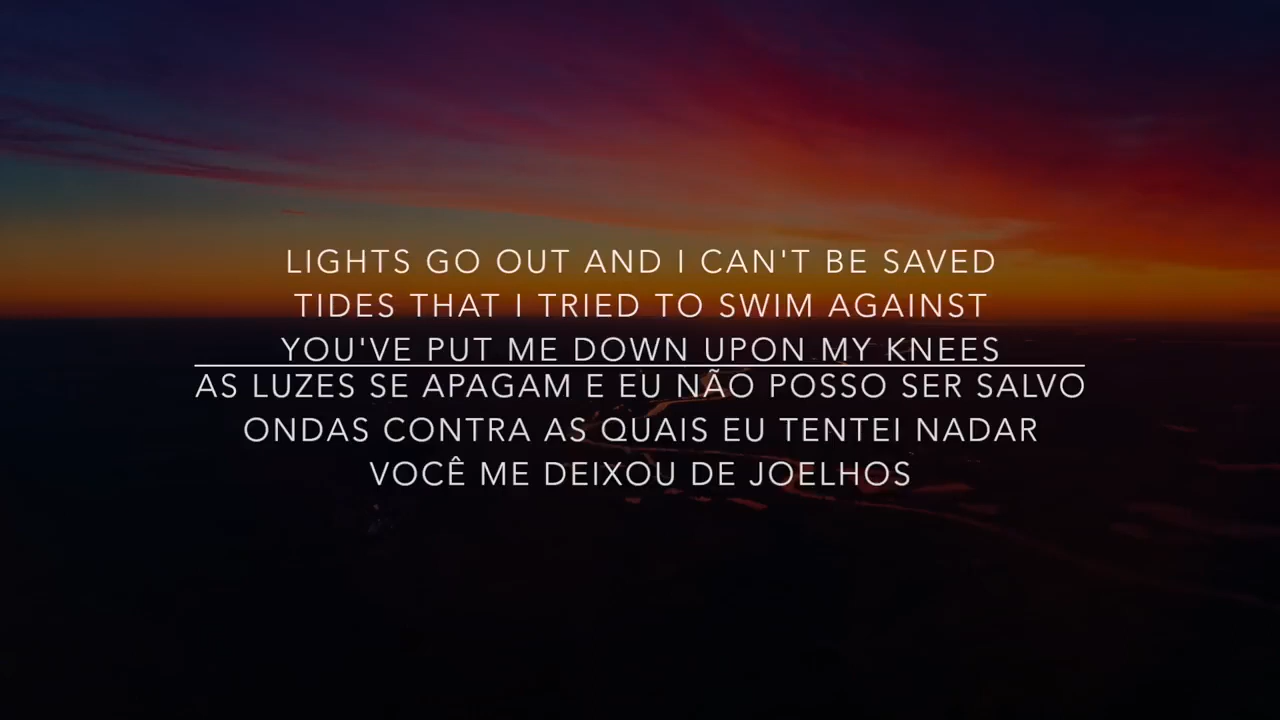 LIGHTS GO OUT AND I CAN'T BE SAVED
TIDES THAT I TRIED TO SWIM AGAINST
YOU'VE PUT ME DOWN UPON MY KNEES
AS LUZES SE APAGAM E EU NÃO POSSO SER SALVO
ONDAS CONTRA AS QUAIS EU TENTEI NADAR
VOCÊ ME DEIXOU DE JOELHOS